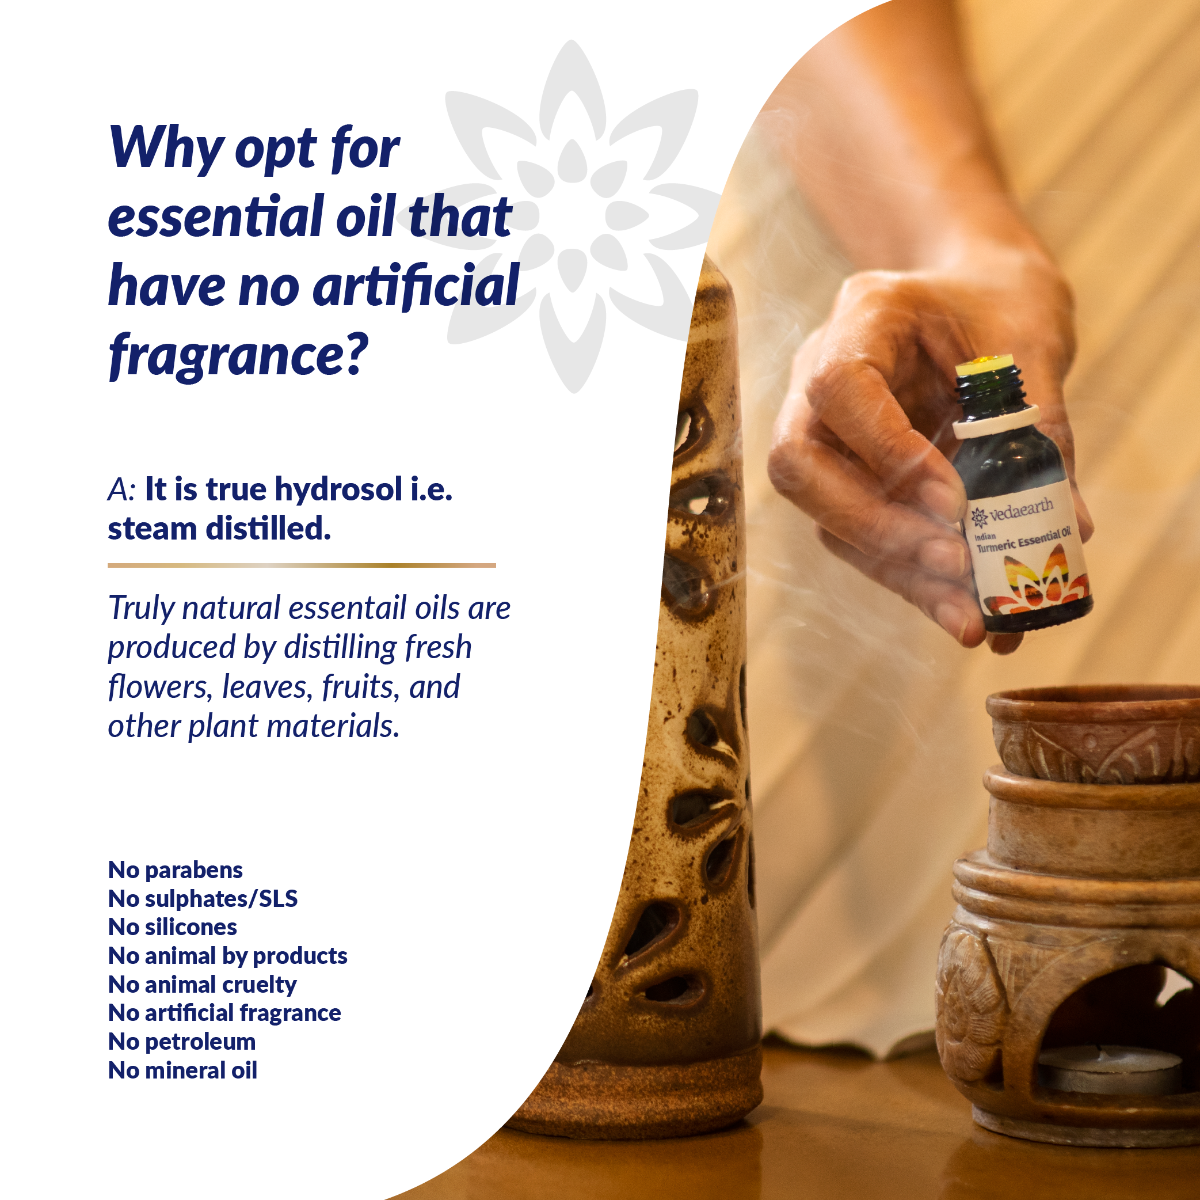 Why opt for
essential oil that
have no artificial
fragrance?
A: It is true hydrosol i.e.
steam distilled.
Truly natural essentail oils are
produced by distilling fresh
flowers, leaves, fruits, and
other plant materials.
No parabens
No sulphates/SLS
No silicones
No animal by products
No animal cruelty
No artificial fragrance
No petroleum
No mineral oil
vedaearth
Indian
Turmeric Essential Oil